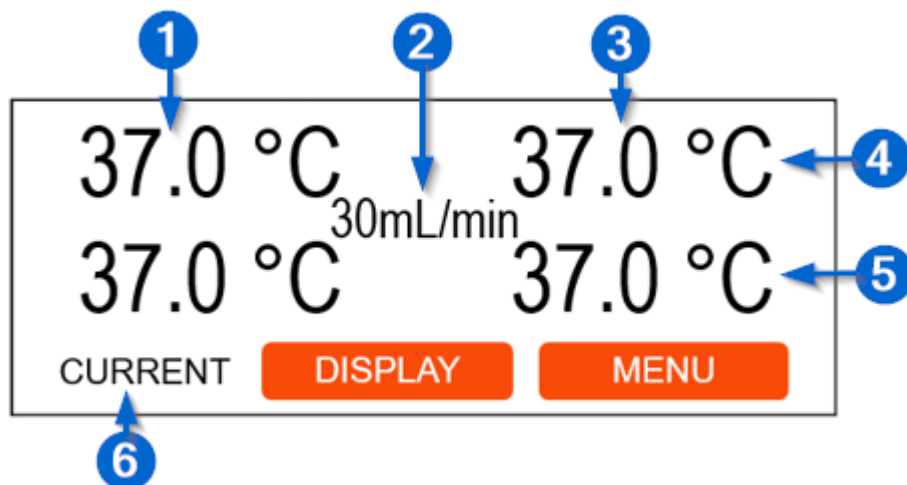 1 2 3
37.0 °C 37.0 °C 4
30mL/min
37.0 °C 37.0 °C 5
CURRENT DISPLAY MENU
6